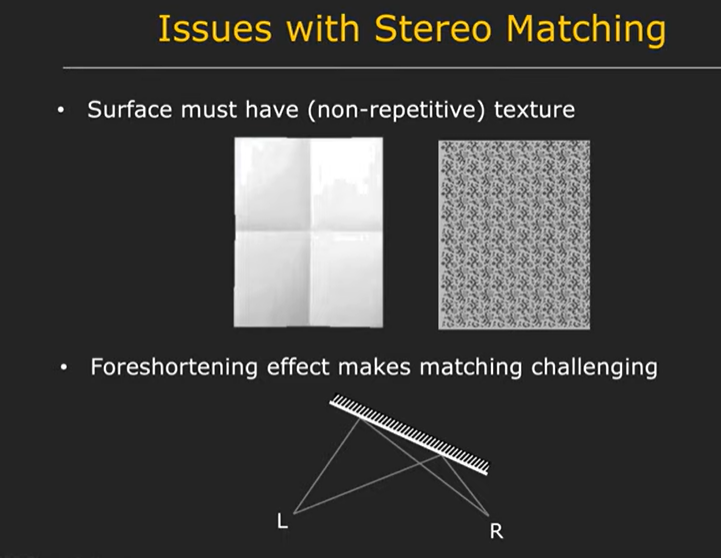 Issues with Stereo Matching
• Surface must have (non-repetitive) texture
• Foreshortening effect makes matching challenging
L
R